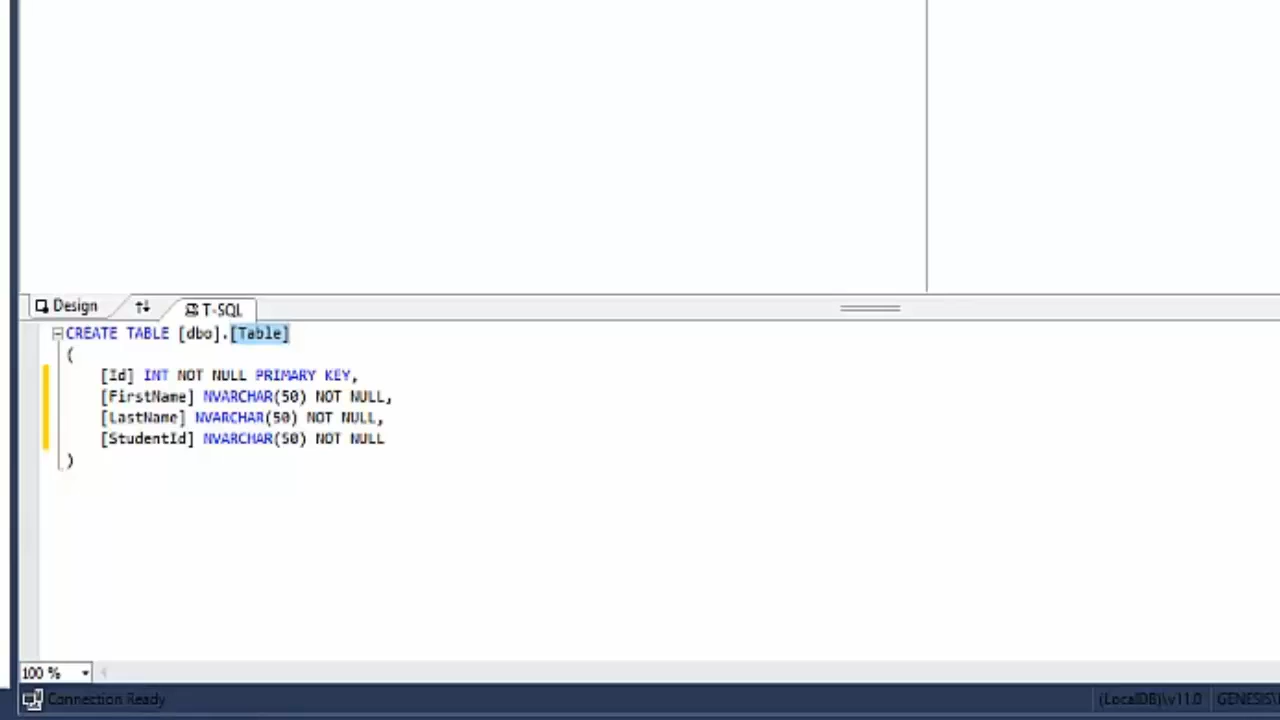 Design T-SQL
CREATE TABLE [dbo].[Table]
(
[Id] INT NOT NULL PRIMARY KEY,
[FirstName] NVARCHAR(50) NOT NULL,
[LastName] NVARCHAR(50) NOT NULL,
[StudentId] NVARCHAR(50) NOT NULL
)
100 %
Connection Ready (LocalDB)\v11.0 GENESIS\